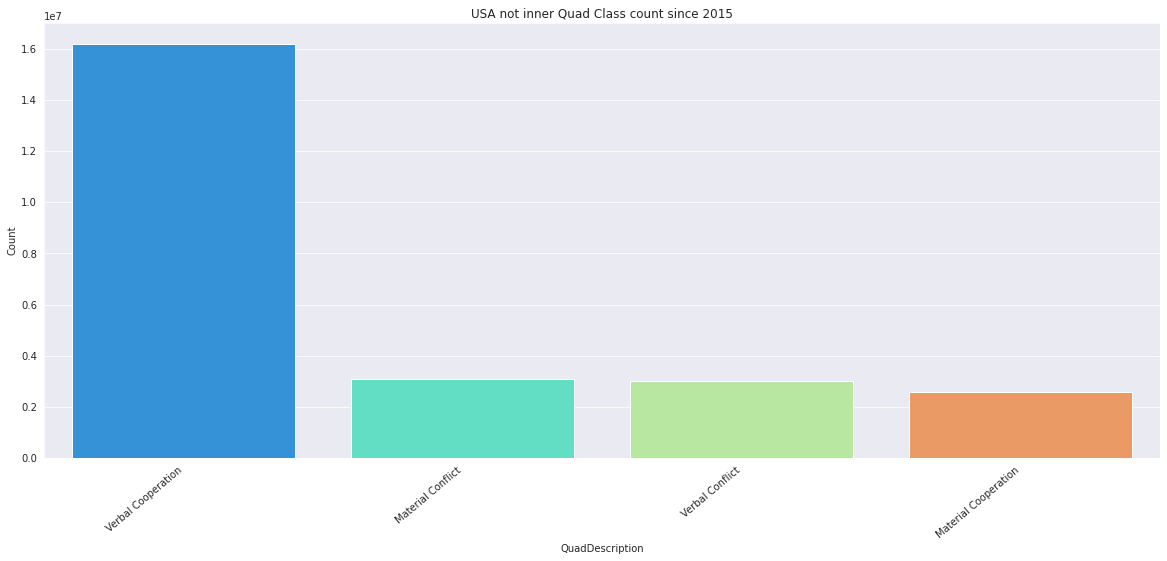 USA not inner Quad Class count since 2015
1e7
1.6
1.4
1.2
1.0
0.8
0.6
0.4
0.2
0.0
Count
Verbal Cooperation
Material Conflict
Verbal Conflict
Material Cooperation
QuadDescription